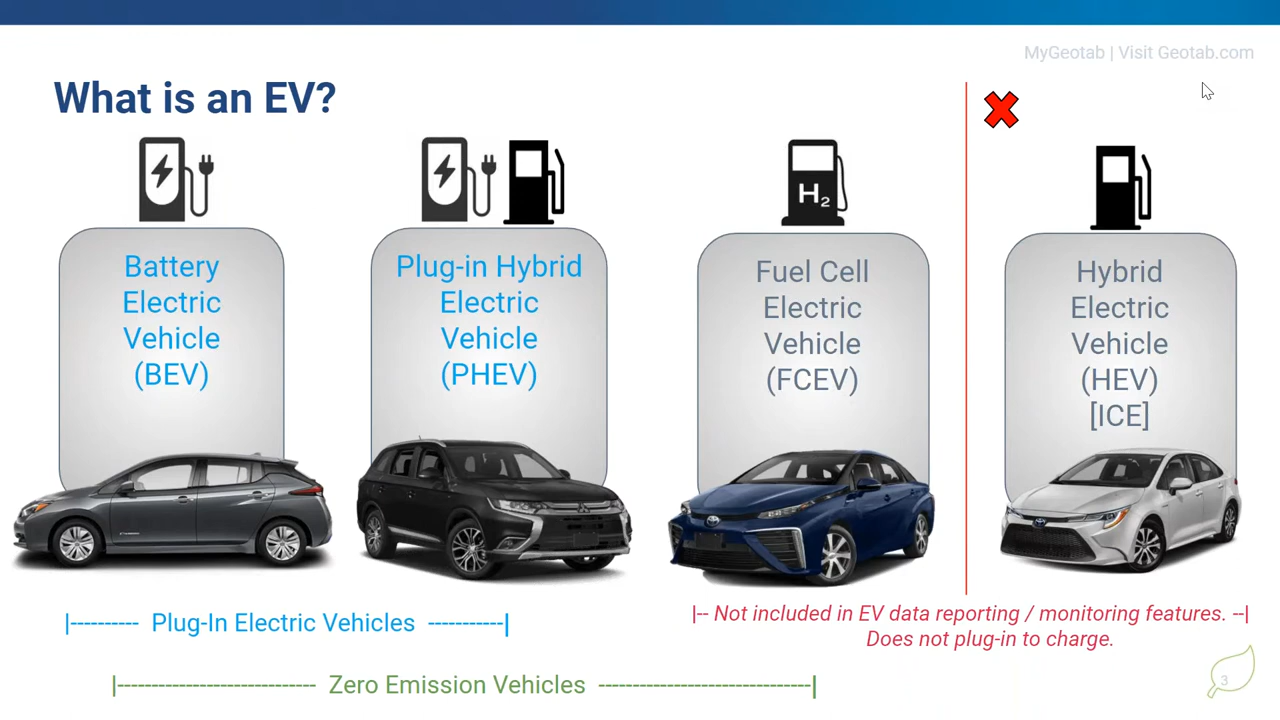 MyGeotab | Visit Geotab.com
What is an EV?
H2
Battery
Electric
Vehicle
(BEV)
Plug-in Hybrid
Electric
Vehicle
(PHEV)
Fuel Cell
Electric
Vehicle
(FCEV)
Hybrid
Electric
Vehicle
(HEV)
[ICE]
|---------- Plug-In Electric Vehicles -----------|
|-- Not included in EV data reporting / monitoring features. --|
Does not plug-in to charge.
|----------------------------- Zero Emission Vehicles --------------------------------|
3